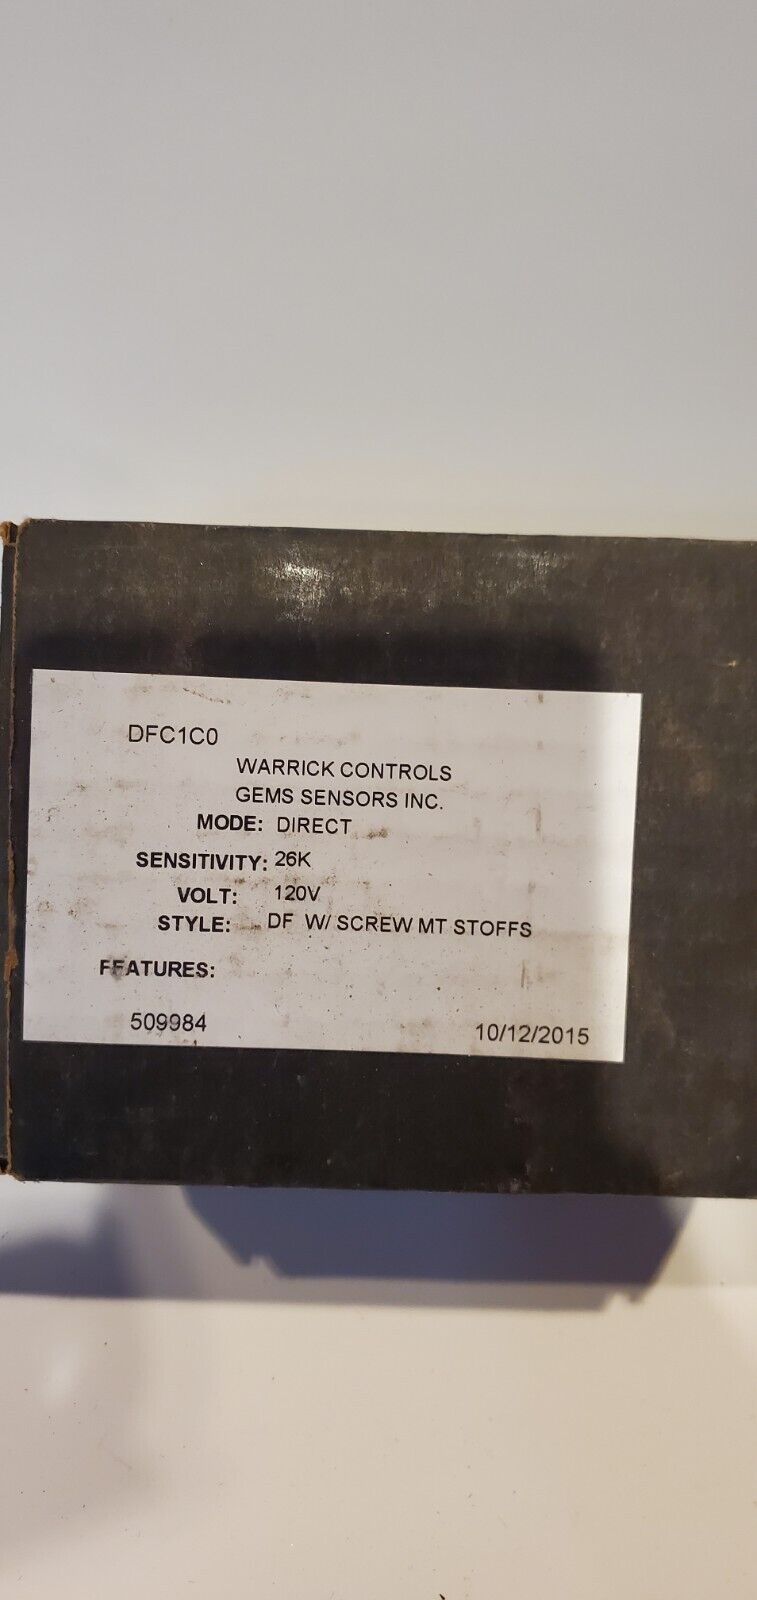 DFC1C0
WARRICK CONTROLS
GEMS SENSORS INC.
MODE: DIRECT
SENSITIVITY: 26K
VOLT: 120V
STYLE: DF W/ SCREW MT STOFFS
FEATURES:
509984 10/12/2015